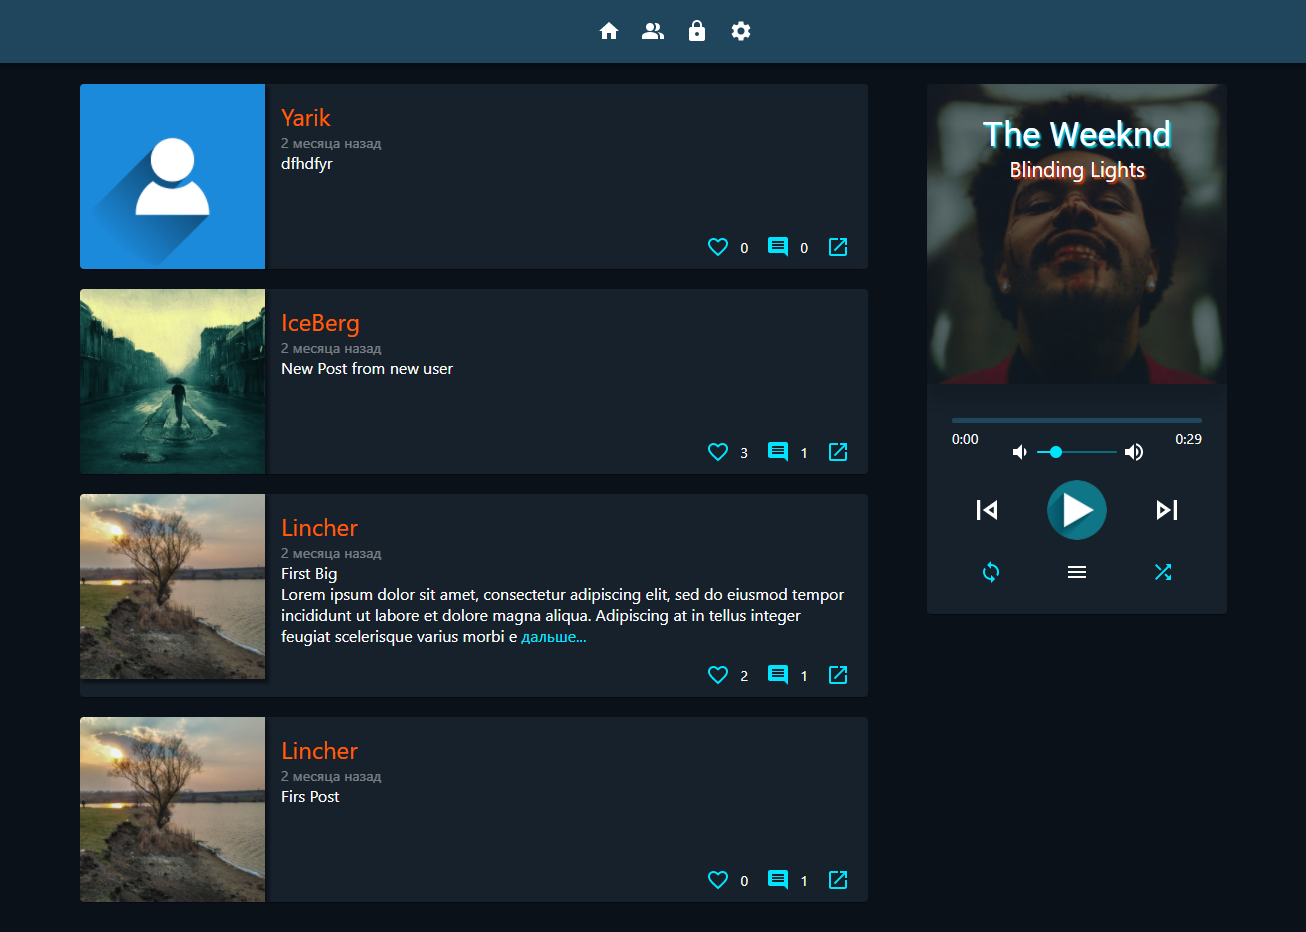 Yarik
2 месяца назад
dfhdfyr
0 0
IceBerg
2 месяца назад
New Post from new user
3 1
Lincher
2 месяца назад
First Big
Lorem ipsum dolor sit amet, consectetur adipiscing elit, sed do eiusmod tempor
incididunt ut labore et dolore magna aliqua. Adipiscing at in tellus integer
feugiat scelerisque varius morbi e дальше...
2 1
Lincher
2 месяца назад
Firs Post
0 1
The Weeknd
Blinding Lights
0:00 0:29